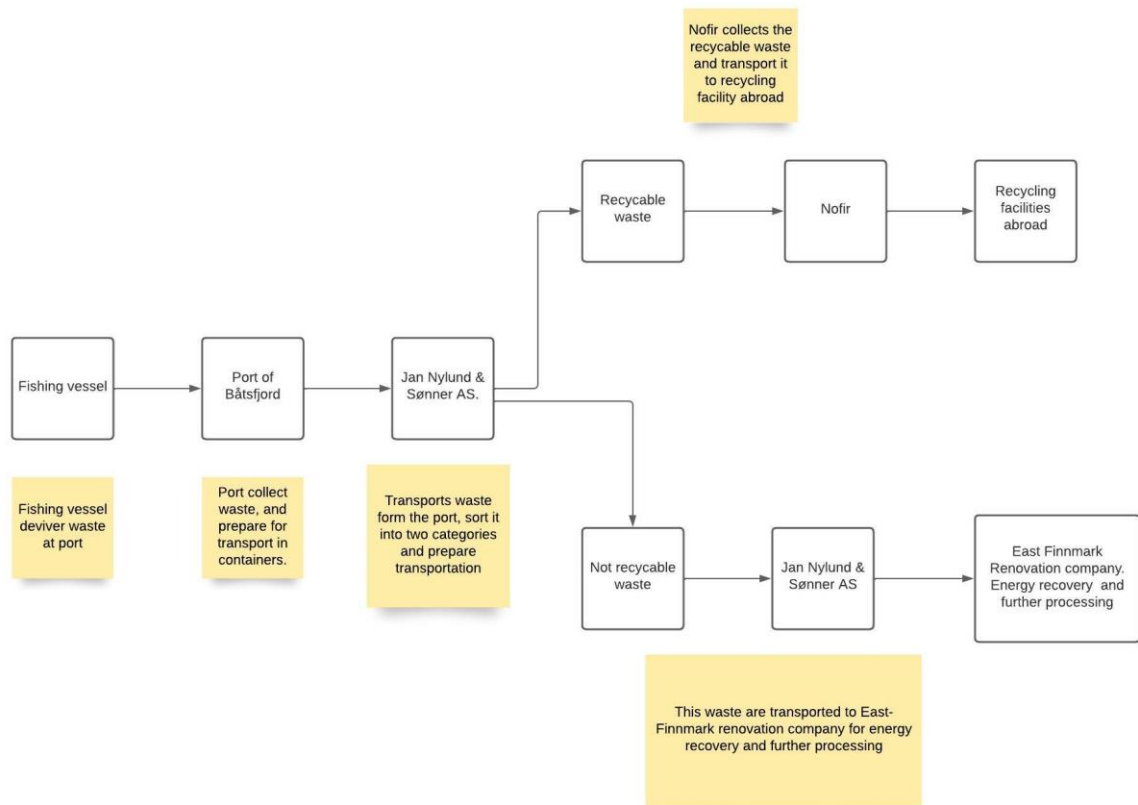 Nofir collects the
recycable waste
and transport it
to recycling
facility abroad
Recycable
waste
Nofir
Recycling
facilities
abroad
Fishing vessel
Port of
Båtsfjord
Jan Nylund &
Sønner AS.
Fishing vessel
deviver waste
at port
Port collect
waste, and
prepare for
transport in
containers.
Transports waste
form the port, sort it
into two categories
and prepare
transportation
Not recycable
waste
Jan Nylund &
Sønner AS
East Finnmark
Renovation company.
Energy recovery and
further processing
This waste are transported to East-
Finnmark renovation company for energy
recovery and further processing